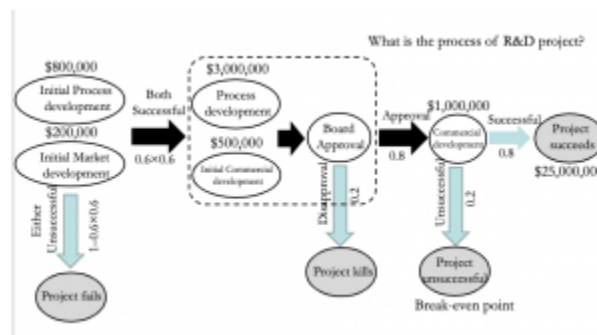 What is the process of R&D project?
$800,000
Initial Process
development
$200,000
Initial Market
development
Both
Successful
0.6×0.6
Either
Unsuccessful
1-0.6×0.6
Project fails
$3,000,000
Process
development
$500,000
Initial Commercial
development
Board
Approval
Approval
0.8
Disapproval
0.2
Project kills
$1,000,000
Commercial
development
Successful
0.8
Unsuccessful
0.2
Project
unsuccessful
Break-even point
Project
succeeds